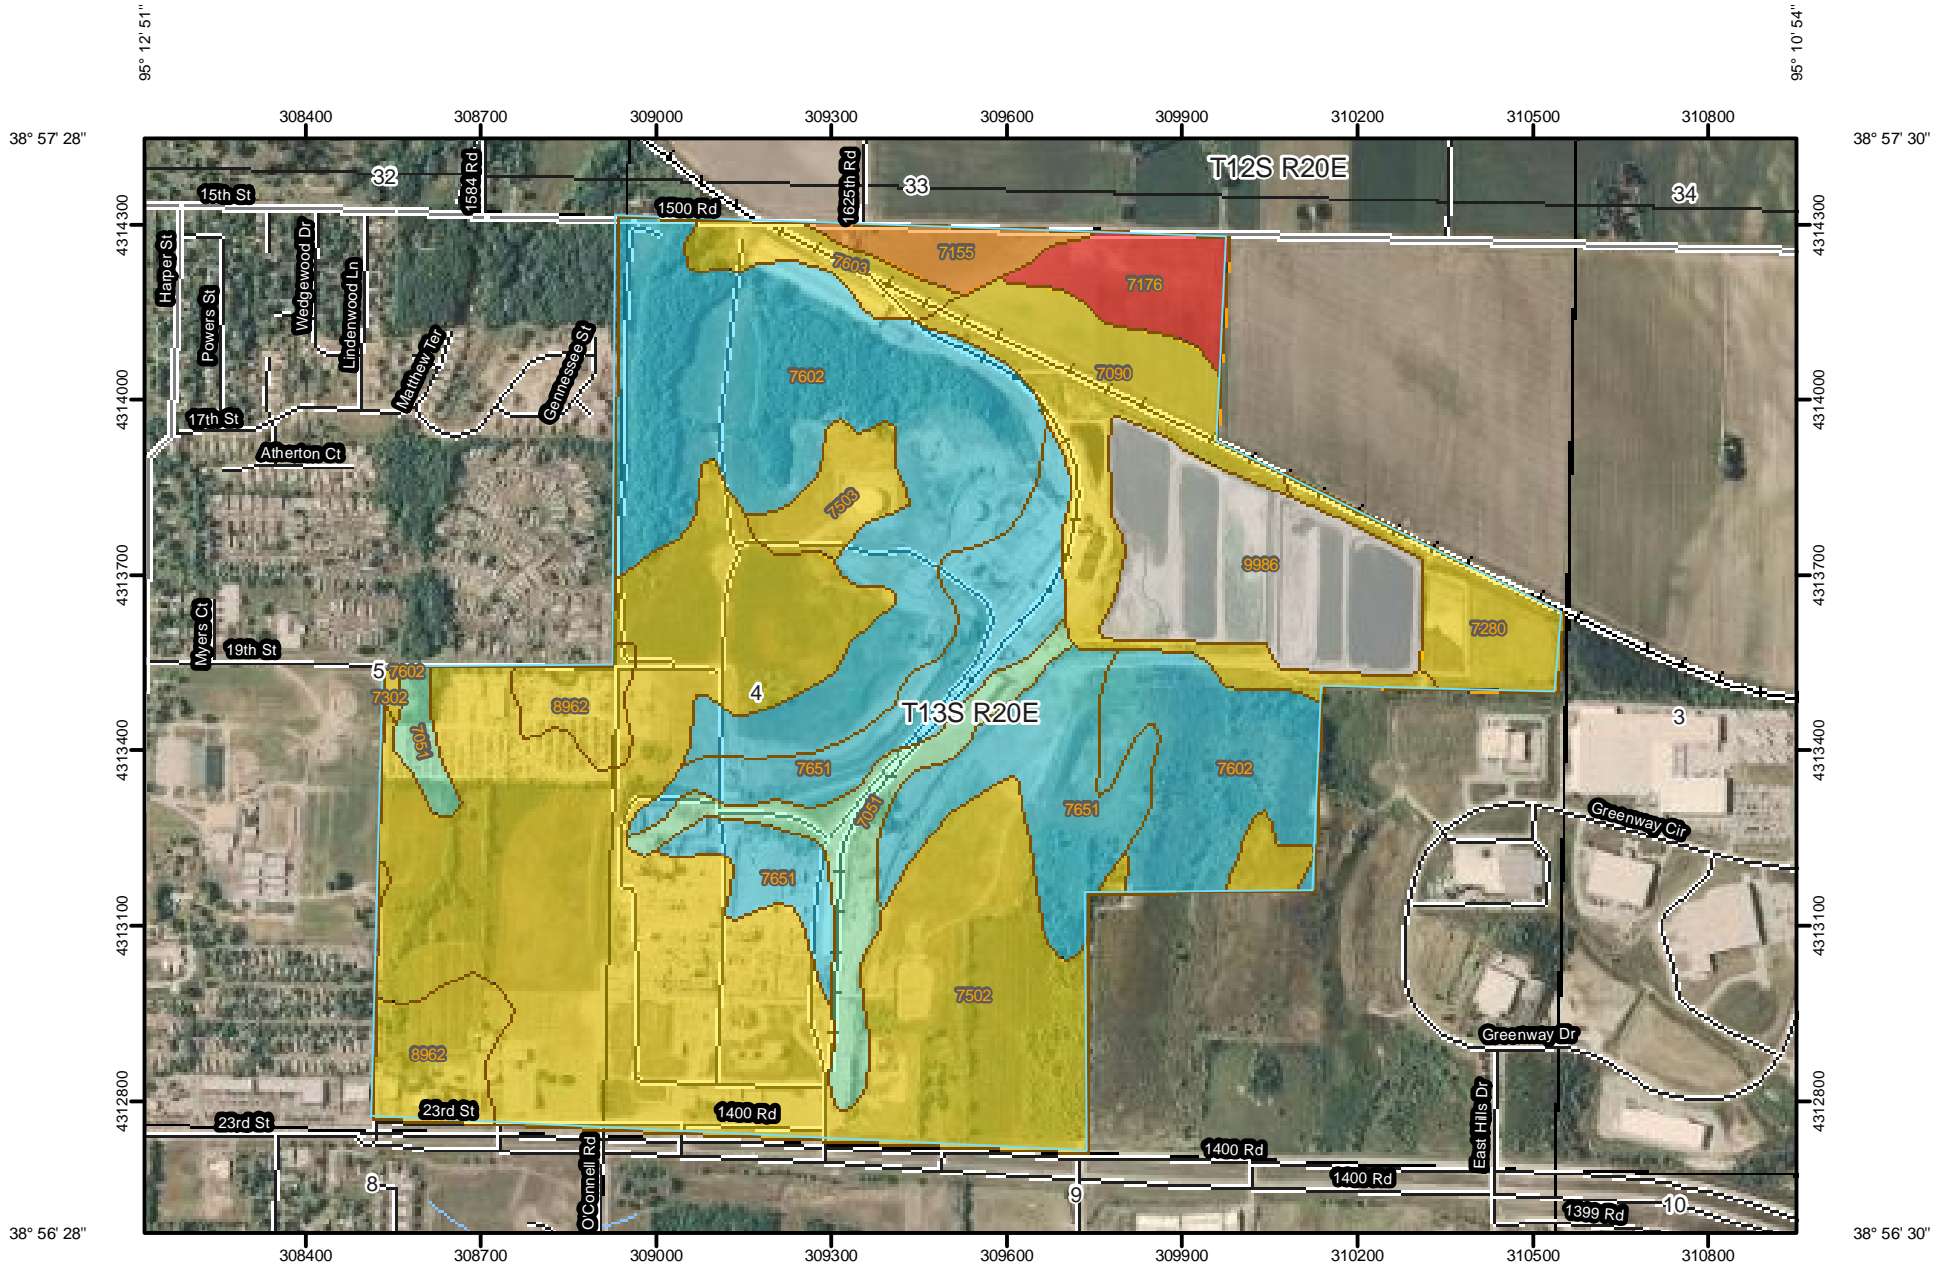 95° 12' 51"
95° 10' 54"
308400
308700
309000
309300
309600
309900
310200
310500
310800
38° 57' 28"
38° 57' 30"
T12S R20E
32
33
34
1584 Rd
1625th Rd
15th St
1500 Rd
4314300
4314300
Harper St
Wedgewood Dr
Lindenwood Ln
Powers St
7603
7155
7176
Matthew Ter
Gennessee St
7602
7090
4314000
4314000
17th St
Atherton Ct
7503
9986
4313700
4313700
Myers Ct
19th St
7280
5
7602
7302
8962
4
T13S R20E
3
7051
4313400
4313400
7651
7602
7651
7051
Greenway Cir
7651
4313100
4313100
7502
8962
Greenway Dr
4312800
4312800
23rd St
23rd St
1400 Rd
East Hills Dr
O'Connell Rd
1400 Rd
1400 Rd
8
9
10
1399 Rd
38° 56' 28"
38° 56' 30"
308400
308700
309000
309300
309600
309900
310200
310500
310800